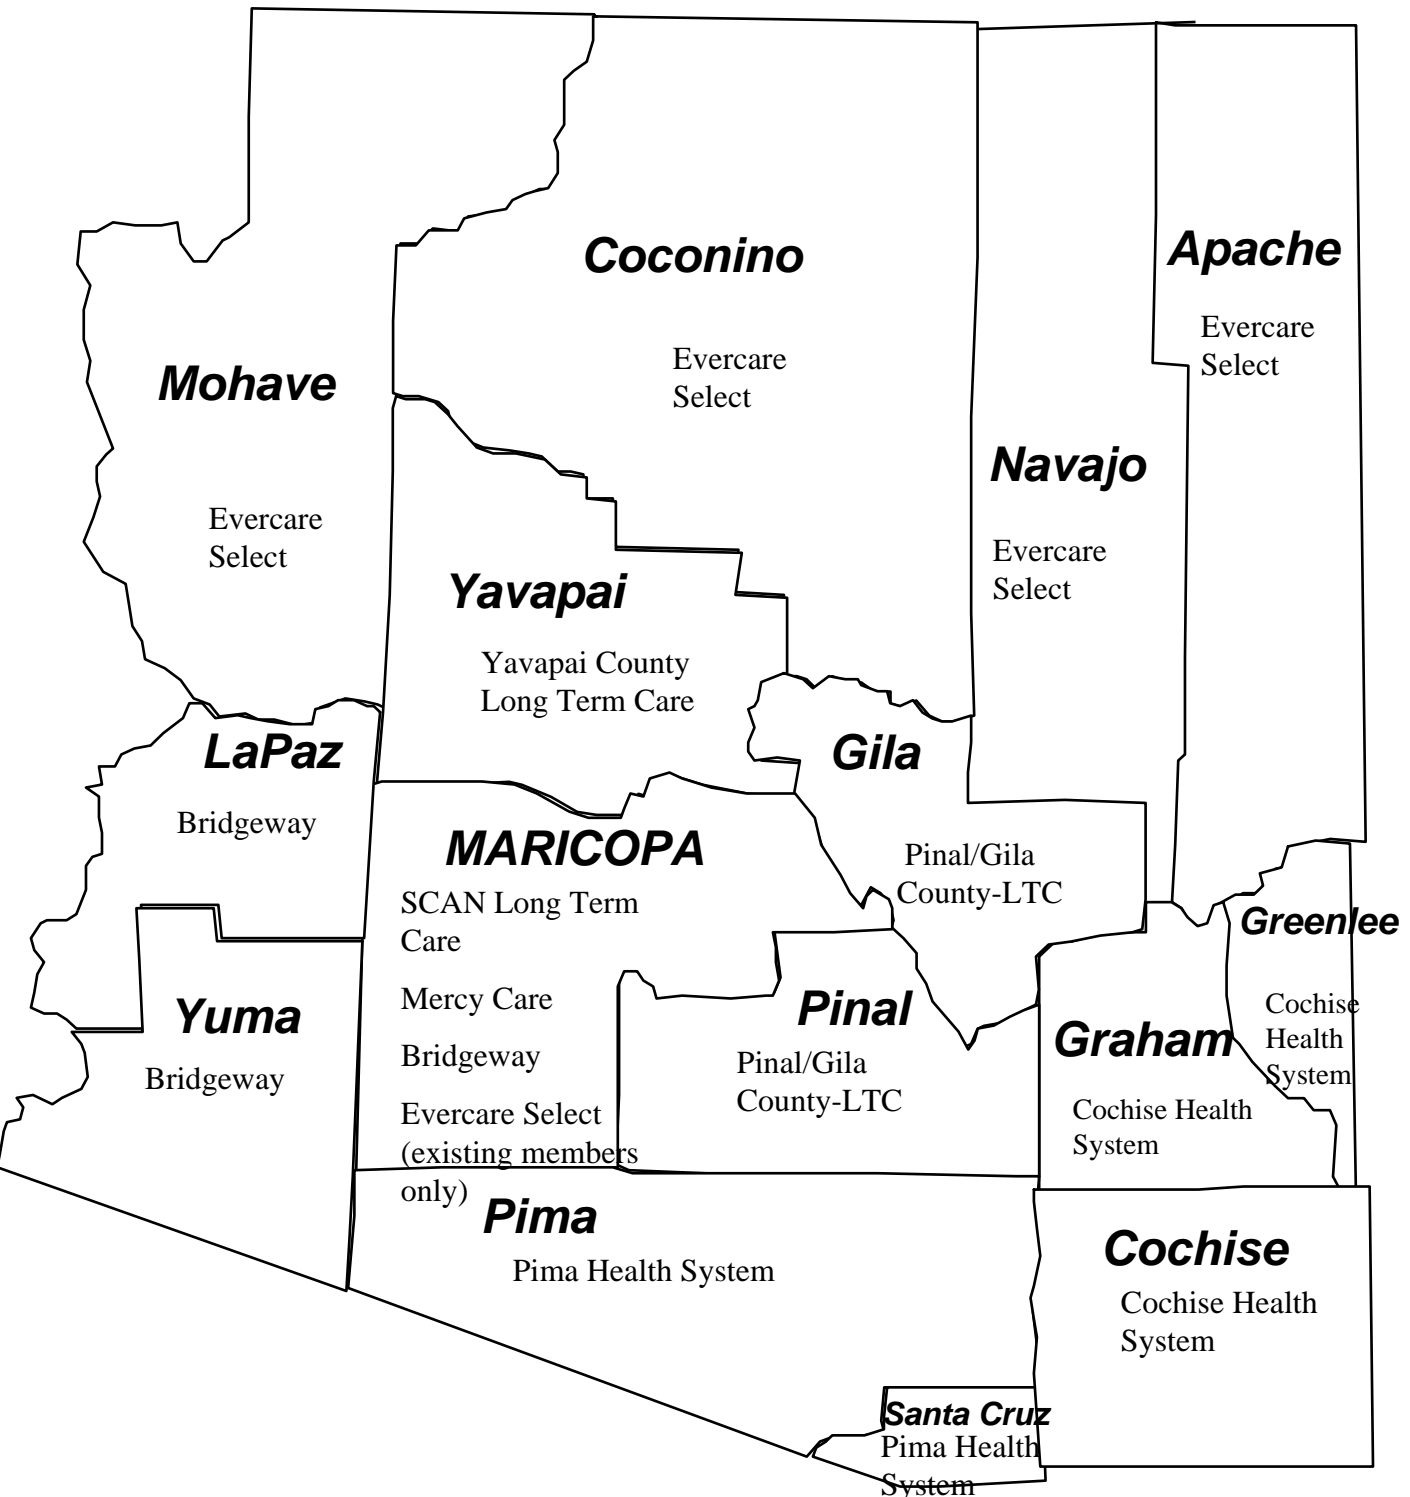 Coconino
Evercare
Select
Apache
Evercare
Select
Mohave
Evercare
Select
Navajo
Evercare
Select
Yavapai
Yavapai County
Long Term Care
LaPaz
Bridgeway
Gila
Pinal/Gila
County-LTC
MARICOPA
SCAN Long Term
Care
Mercy Care
Bridgeway
Evercare Select
(existing members
only)
Greenlee
Cochise
Health
System
Yuma
Bridgeway
Pinal
Pinal/Gila
County-LTC
Graham
Cochise Health
System
Pima
Pima Health System
Cochise
Cochise Health
System
Santa Cruz
Pima Health
System